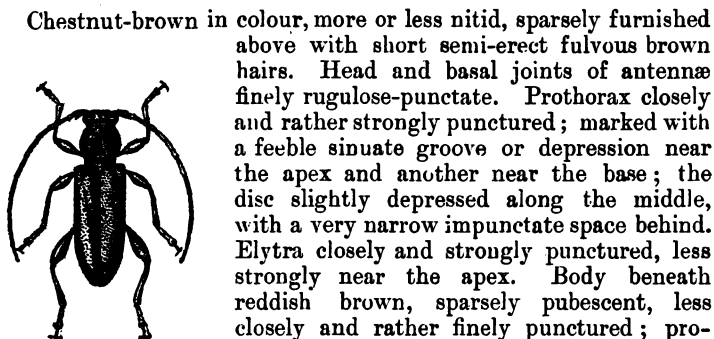 Chestnut-brown in colour, more or less nitid, sparsely furnished
above with short semi-erect fulvous brown
hairs. Head and basal joints of antennæ
finely rugulose-punctate. Prothorax closely
and rather strongly punctured; marked with
a feeble sinuate groove or depression near
the apex and another near the base; the
disc slightly depressed along the middle,
with a very narrow impunctate space behind.
Elytra closely and strongly punctured, less
strongly near the apex. Body beneath
reddish brown, sparsely pubescent, less
closely and rather finely punctured; pro-